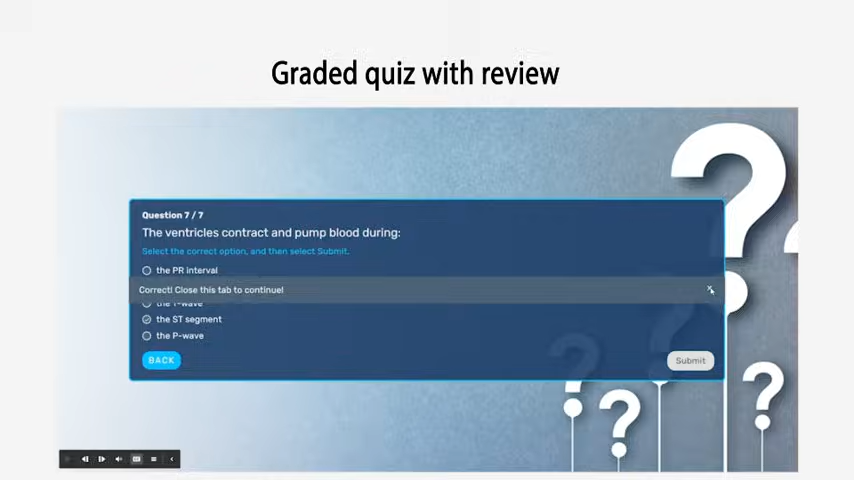 Graded quiz with review
Question 7 / 7
The ventricles contract and pump blood during:
Select the correct option, and then select Submit.
the PR interval
Correct! Close this tab to continue!
the T-wave
the ST segment
the P-wave
BACK
Submit